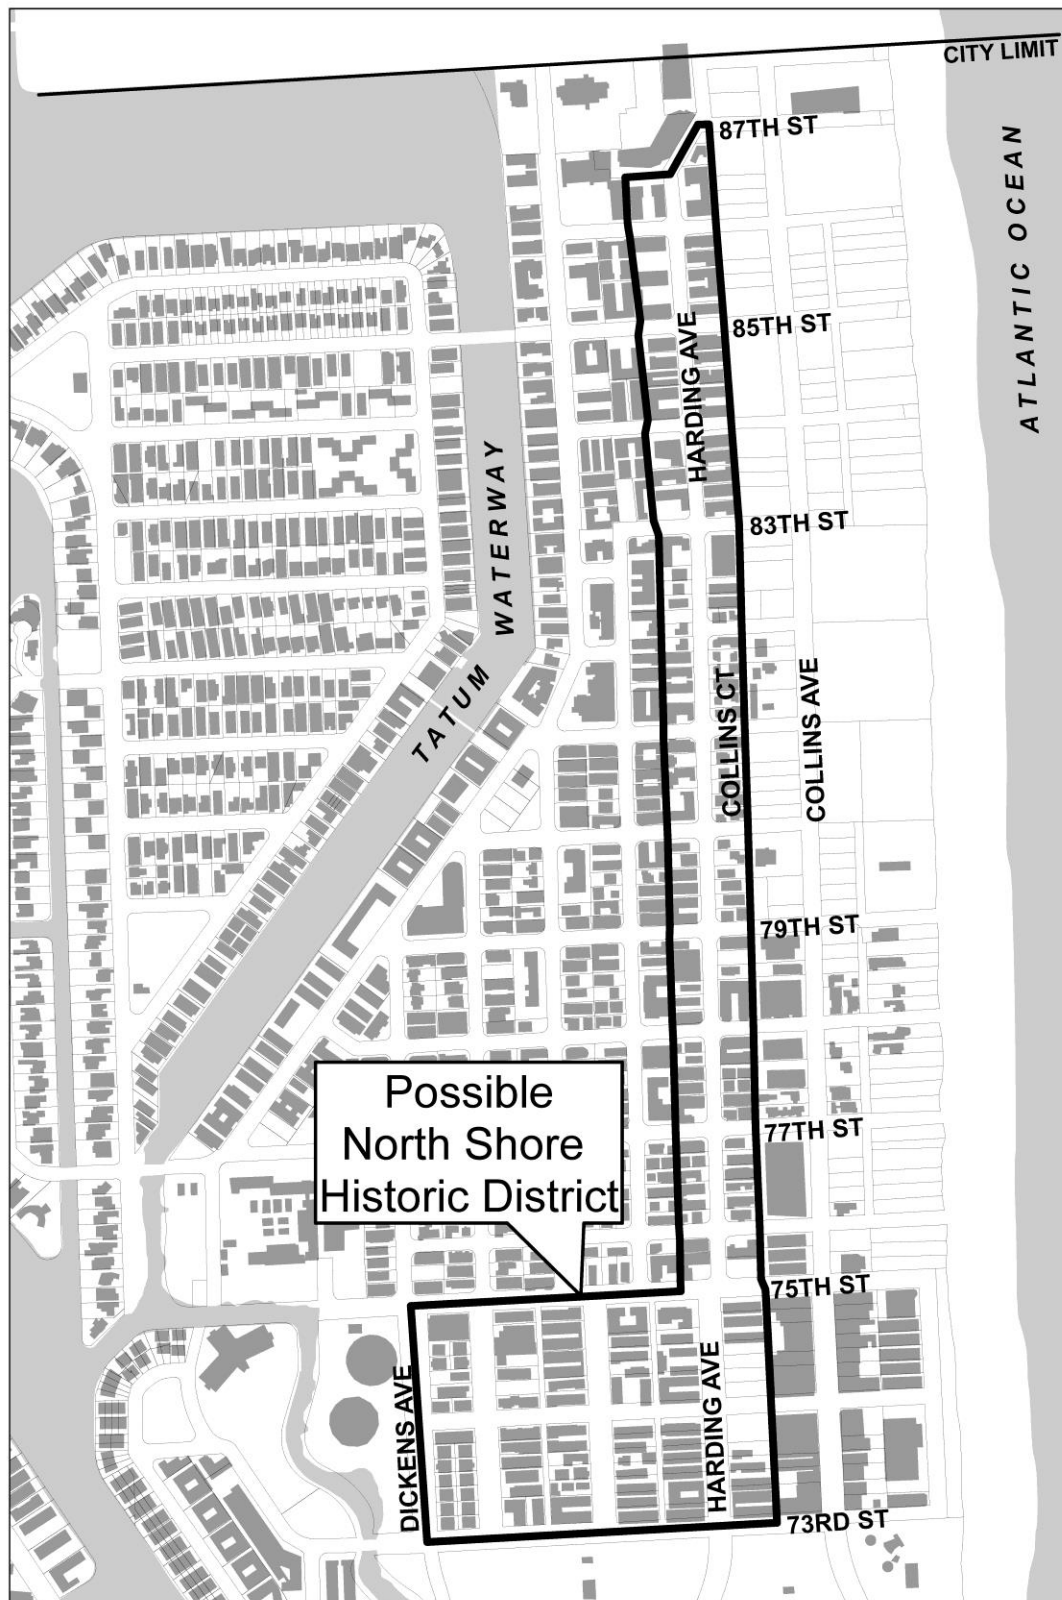 CITY LIMIT
87TH ST
ATLANTIC OCEAN
85TH ST
HARDING AVE
83TH ST
TATUM WATERWAY
COLLINS CT
COLLINS AVE
79TH ST
Possible
North Shore
Historic District
77TH ST
75TH ST
DICKENS AVE
HARDING AVE
73RD ST